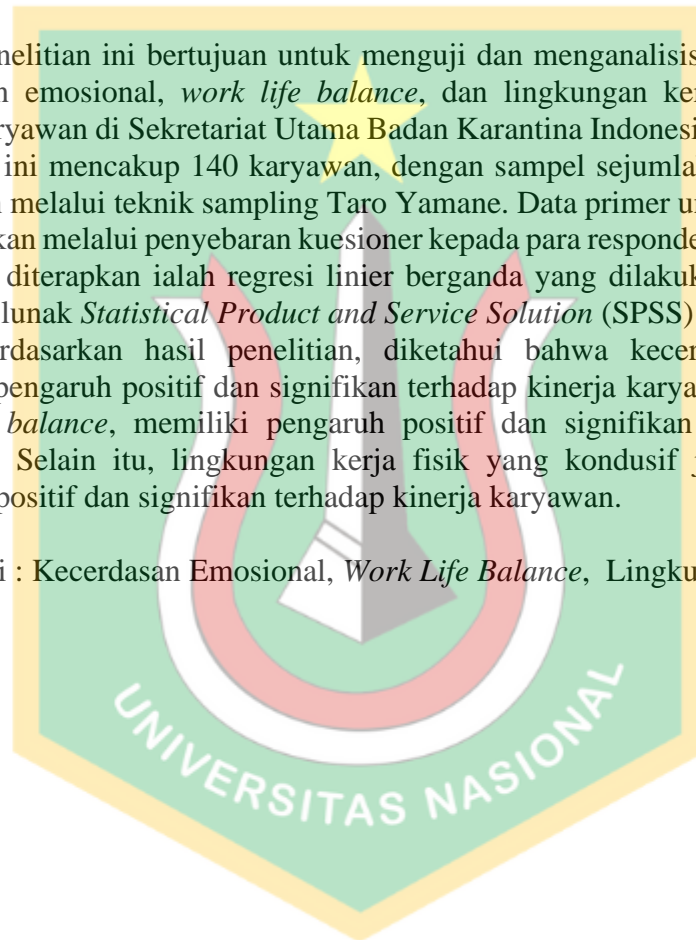 nelitian ini bertujuan untuk menguji dan menganalisis
n emosional, work life balance, dan lingkungan ker
ryawan di Sekretariat Utama Badan Karantina Indonesi
ini mencakup 140 karyawan, dengan sampel sejumla
melalui teknik sampling Taro Yamane. Data primer u
kan melalui penyebaran kuesioner kepada para responde
diterapkan ialah regresi linier berganda yang dilaku
lunak Statistical Product and Service Solution (SPSS)
rdasarkan hasil penelitian, diketahui bahwa kecer
pengaruh positif dan signifikan terhadap kinerja karya
balance, memiliki pengaruh positif dan signifikan
Selain itu, lingkungan kerja fisik yang kondusif j
positif dan signifikan terhadap kinerja karyawan.
i : Kecerdasan Emosional, Work Life Balance, Lingku
UNIVERSITAS NASIONAL